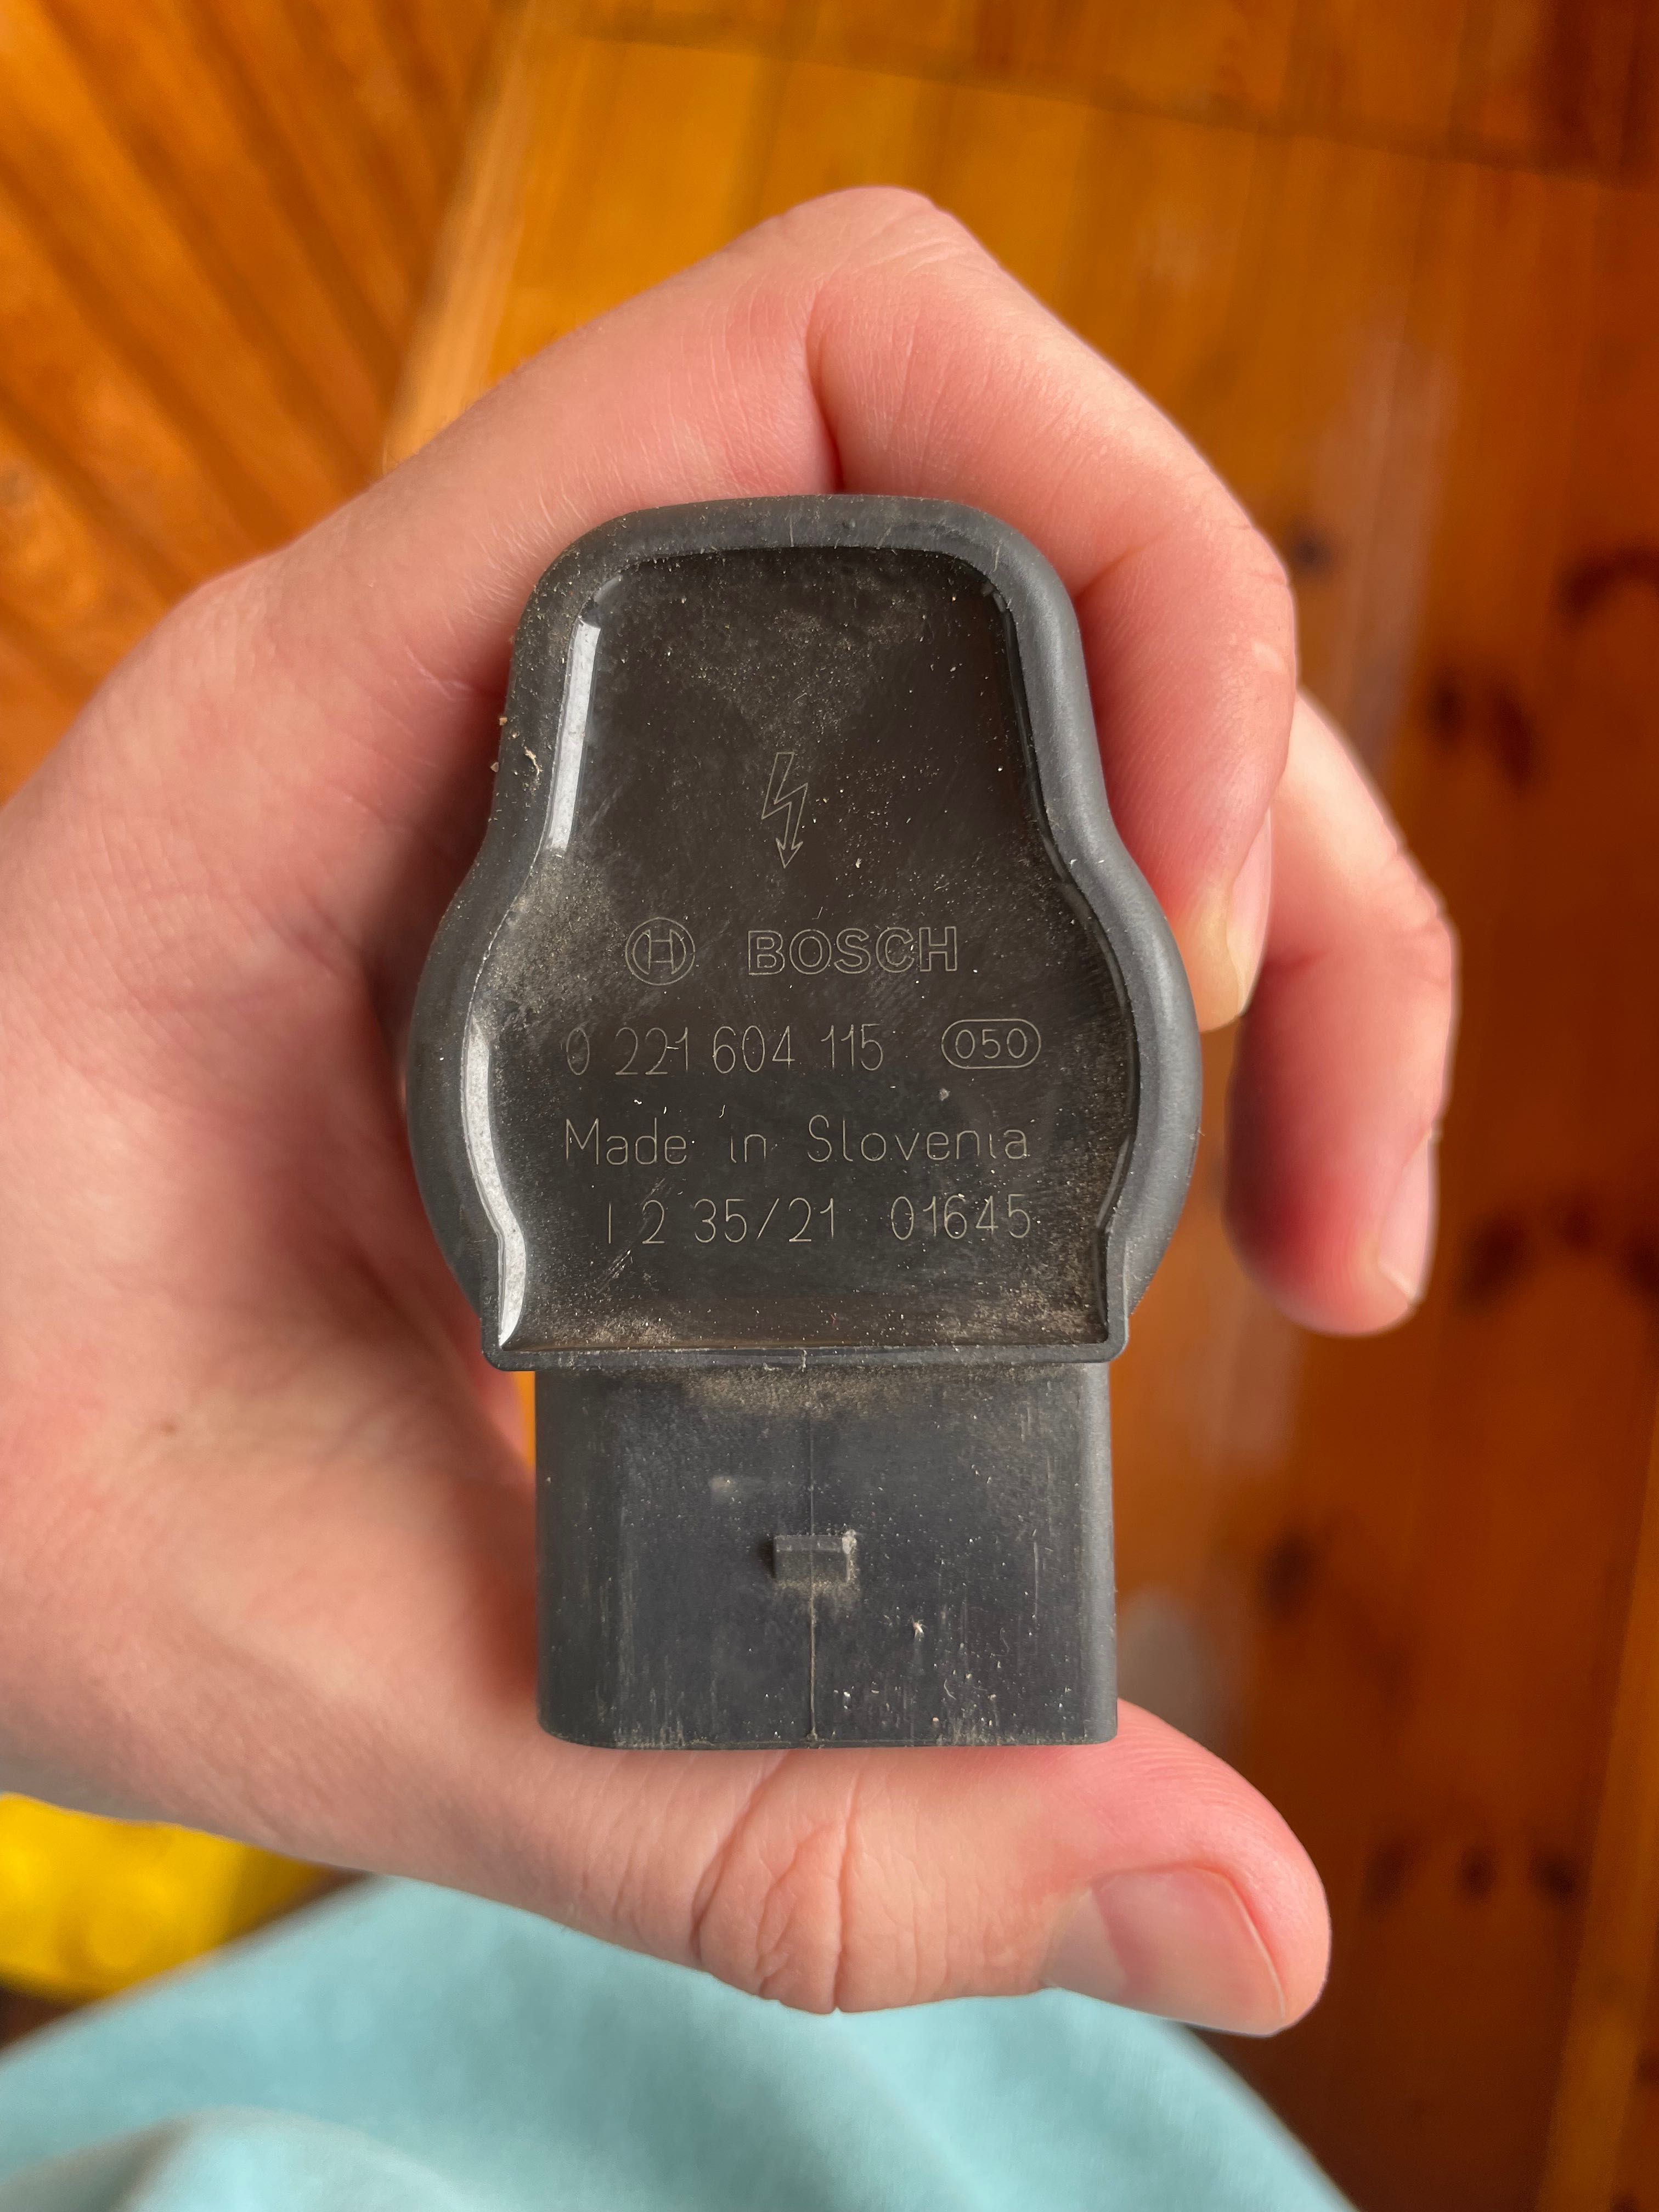 BOSCH
0 221 604 115 050
Made in Slovenia
1 2 35/21 01645